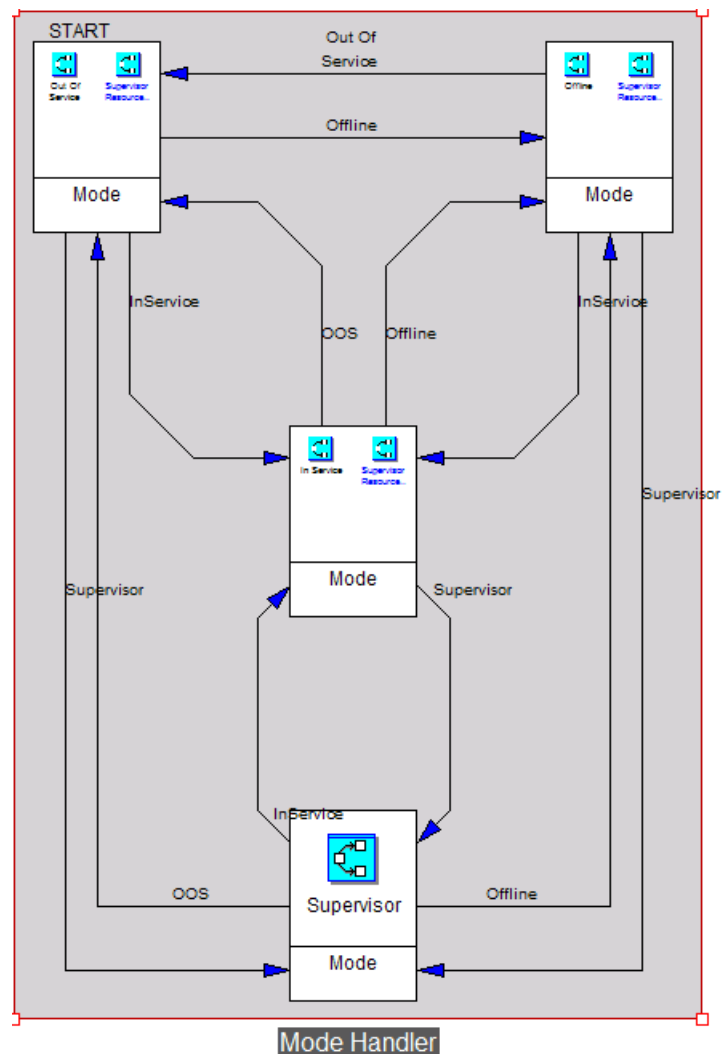 START
Out Of
Service
Out Of
Service
Supervisor
Resource..
Offline
Supervisor
Resource..
Offline
Mode
Mode
InService
InService
OOS
Offline
In Service
Supervisor
Resource..
Supervisor
Mode
Supervisor
Supervisor
InService
Supervisor
OOS
Offline
Mode
Mode Handler